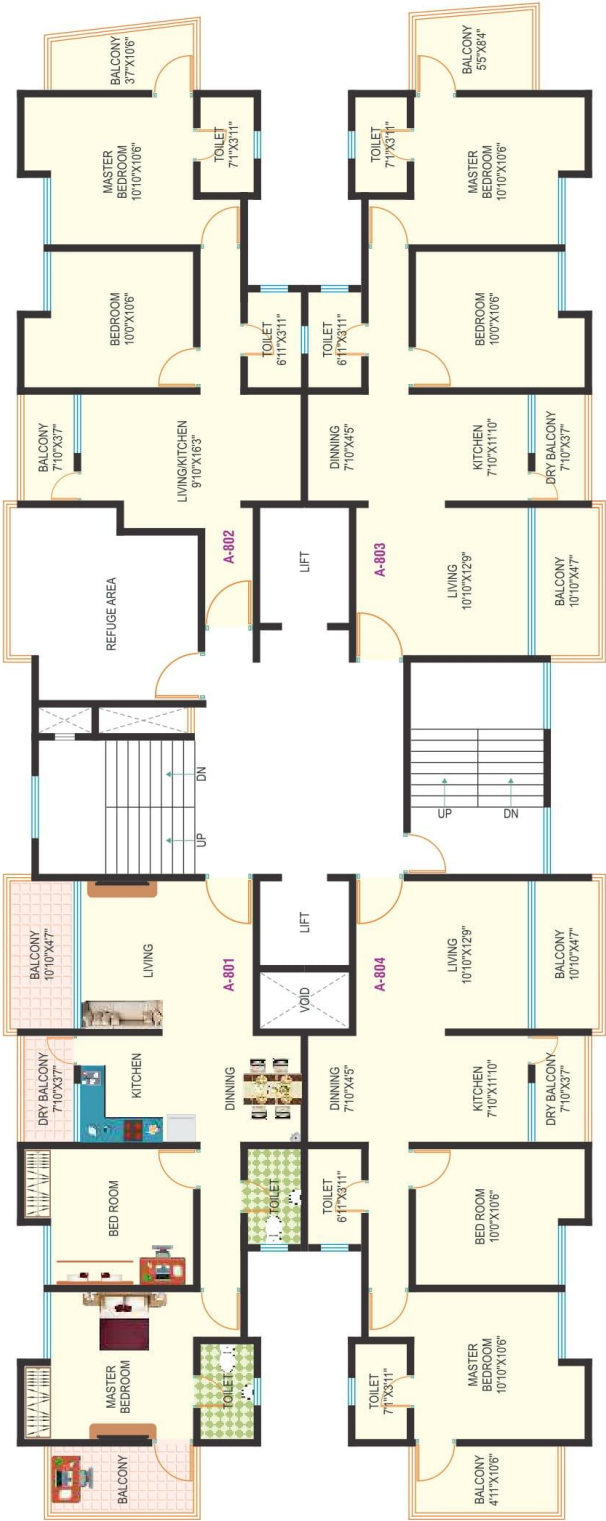 BALCONY
3'7"X10'6"
BALCONY
5'5"X8'4"
MASTER
BEDROOM
10'10"X10'6"
TOILET
7'1"X3'11"
TOILET
7'1"X3'11"
MASTER
BEDROOM
10'10"X10'6"
BEDROOM
10'0"X10'6"
TOILET
6'11"X3'11"
TOILET
6'11"X3'11"
BEDROOM
10'0"X10'6"
BALCONY
7'10"X3'7"
LIVING/KITCHEN
9'10"X16'3"
DINNING
7'10"X4'5"
KITCHEN
7'10"X11'10"
DRY BALCONY
7'10"X3'7"
REFUGE AREA
A-802
LIFT
A-803
LIVING
10'10"X12'9"
BALCONY
10'10"X4'7"
DN
UP
UP
DN
BALCONY
10'10"X4'7"
LIVING
A-801
LIFT
VOID
A-804
LIVING
10'10"X12'9"
BALCONY
10'10"X4'7"
DRY BALCONY
7'10"X3'7"
KITCHEN
DINNING
DINNING
7'10"X4'5"
KITCHEN
7'10"X11'10"
DRY BALCONY
7'10"X3'7"
BED ROOM
TOILET
TOILET
6'11"X3'11"
BED ROOM
10'0"X10'6"
MASTER
BEDROOM
TOILET
TOILET
7'1"X3'11"
MASTER
BEDROOM
10'10"X10'6"
BALCONY
BALCONY
4'11"X10'6"